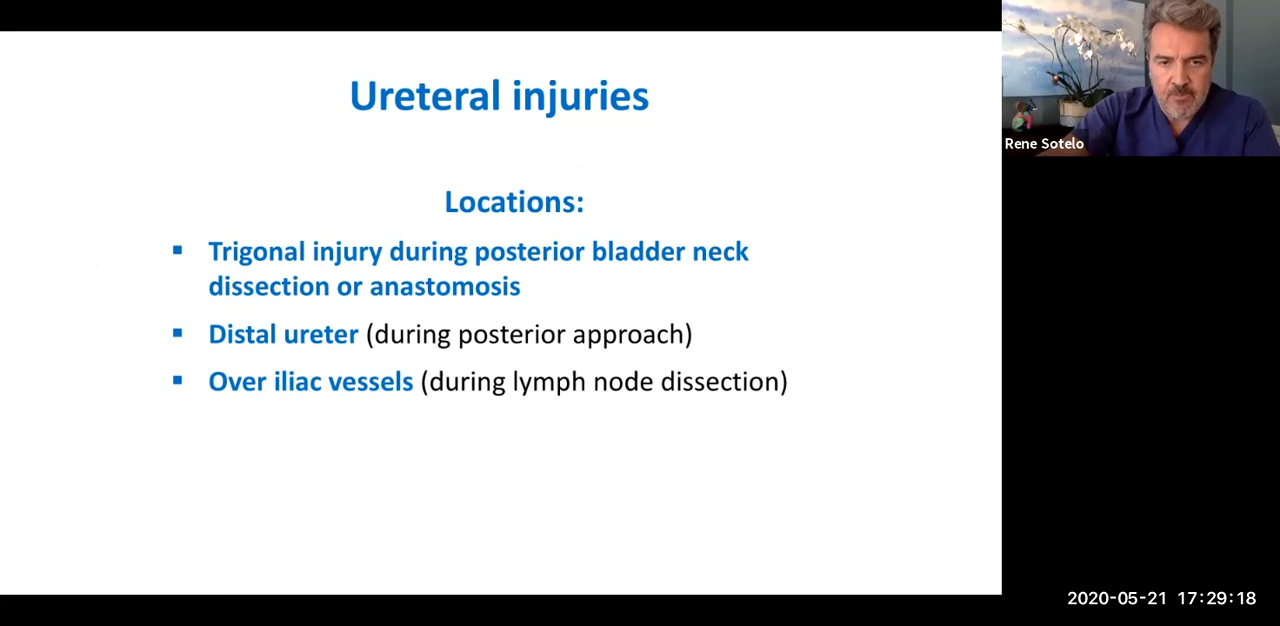 Ureteral injuries
Locations:
▪ Trigonal injury during posterior bladder neck
dissection or anastomosis
▪ Distal ureter (during posterior approach)
▪ Over iliac vessels (during lymph node dissection)
Rene Sotelo
2020-05-21 17:29:18